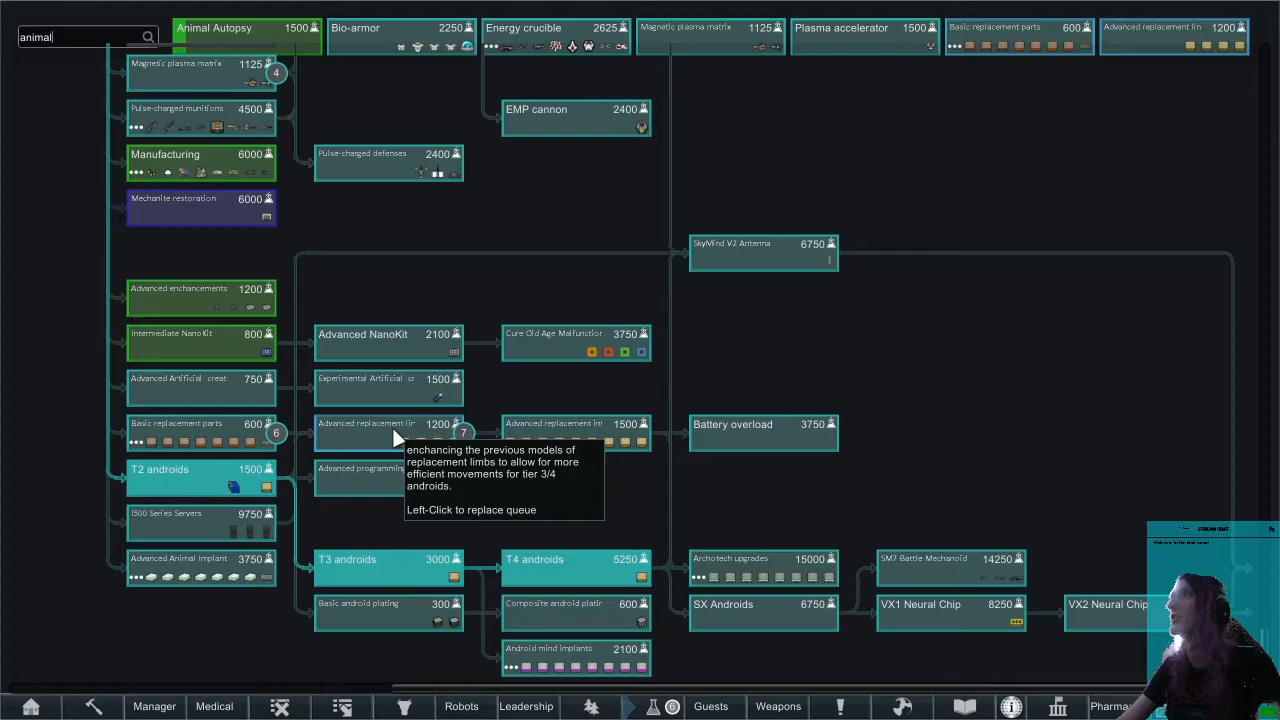 animal
Animal Autopsy 1500
Bio-armor 2250
Energy crucible 2625
Magnetic plasma matrix 1125
Plasma accelerator 1500
Basic replacement parts 600
Advanced replacement lin 1200
Magnetic plasma matrix 1125
4
Pulse-charged munitions 4500
EMP cannon 2400
Manufacturing 6000
Pulse-charged defenses 2400
Mechanite restoration 6000
SkyMind V2 Antenna 6750
Advanced enchancements 1200
Intermediate NanoKit 800
Advanced NanoKit 2100
Cure Old Age Malfunction 3750
Advanced Artificial creat 750
Experimental Artificial cr 1500
Basic replacement parts 600
6
Advanced replacement lin 1200
7
Advanced replacement int 1500
Battery overload 3750
enchancing the previous models of
replacement limbs to allow for more
efficient movements for tier 3/4
androids.
Left-Click to replace queue
T2 androids 1500
Advanced programming
I500 Series Servers 9750
Advanced Animal Implant 3750
T3 androids 3000
T4 androids 5250
Archotech upgrades 15000
SM7 Battle Mechanoid 14250
Basic android plating 300
Composite android platir 600
SX Androids 6750
VX1 Neural Chip 8250
VX2 Neural Chip
Android mind implants 2100
STREAM CHAT
Manager
Medical
Robots
Leadership
6
Guests
Weapons
Pharma